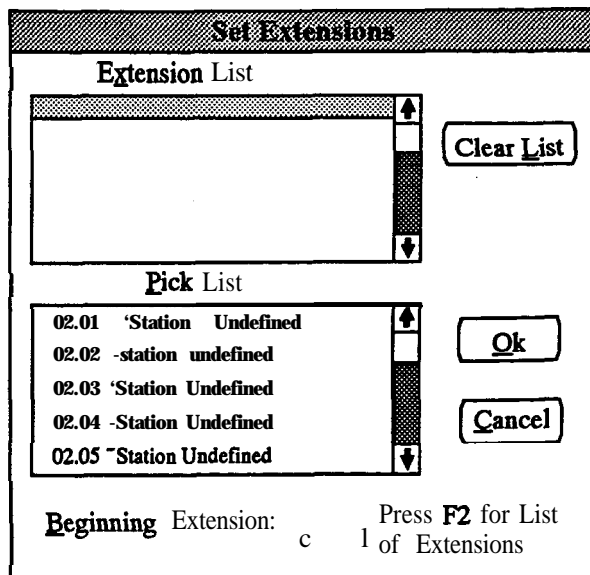 Set Extensions
Extension List
Clear List
Pick List
02.01 ‘Station Undefined
02.02 -station undefined
02.03 ‘Station Undefined
02.04 -Station Undefined
02.05 ~Station Undefined
Ok
Cancel
Beginning Extension: c l
Press F2 for List
of Extensions